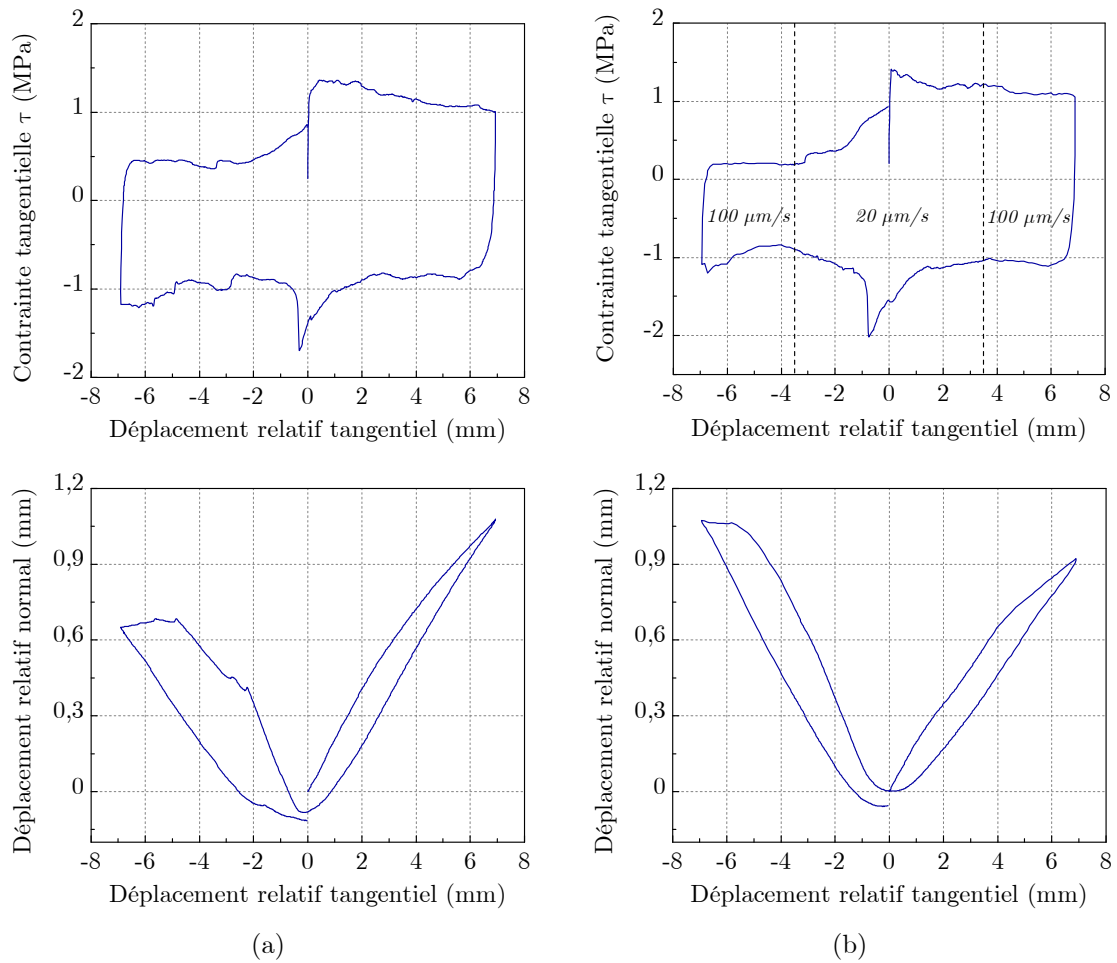 Contrainte tangentielle τ (MPa)
2
1
0
-1
-2
-8 -6 -4 -2 0 2 4 6 8
Déplacement relatif tangentiel (mm)
Contrainte tangentielle τ (MPa)
2
1
0
-1
-2
100 μm/s 20 μm/s 100 μm/s
-8 -6 -4 -2 0 2 4 6 8
Déplacement relatif tangentiel (mm)
Déplacement relatif normal (mm)
1,2
0,9
0,6
0,3
0
-8 -6 -4 -2 0 2 4 6 8
Déplacement relatif tangentiel (mm)
(a)
Déplacement relatif normal (mm)
1,2
0,9
0,6
0,3
0
-8 -6 -4 -2 0 2 4 6 8
Déplacement relatif tangentiel (mm)
(b)